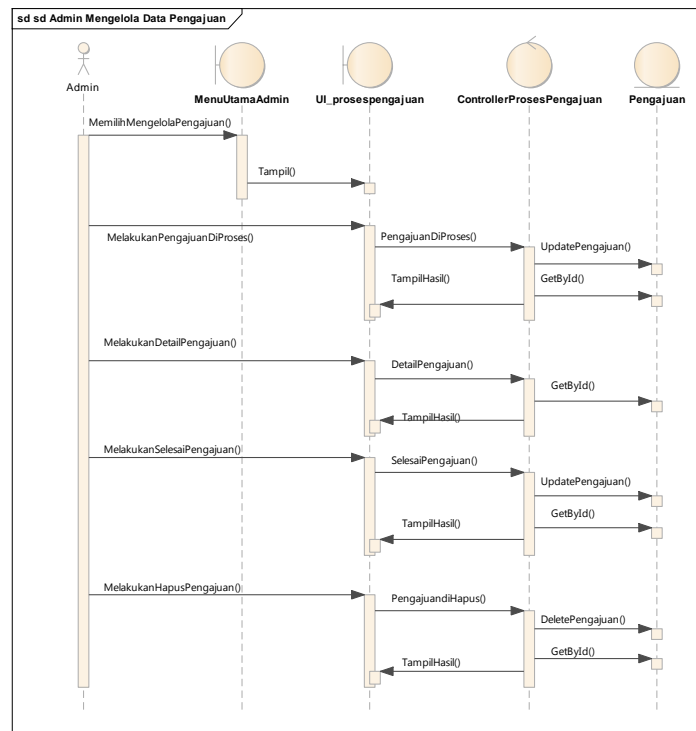 sd sd Admin Mengelola Data Pengajuan
Admin
MenuUtamaAdmin
UI_prosespengajuan
ControllerProsesPengajuan
Pengajuan
MemilihMengelolaPengajuan()
Tampil()
MelakukanPengajuanDiProses()
PengajuanDiProses()
UpdatePengajuan()
TampilHasil()
GetById()
MelakukanDetailPengajuan()
DetailPengajuan()
GetById()
TampilHasil()
MelakukanSelesaiPengajuan()
SelesaiPengajuan()
UpdatePengajuan()
GetById()
TampilHasil()
MelakukanHapusPengajuan()
PengajuandiHapus()
DeletePengajuan()
GetById()
TampilHasil()